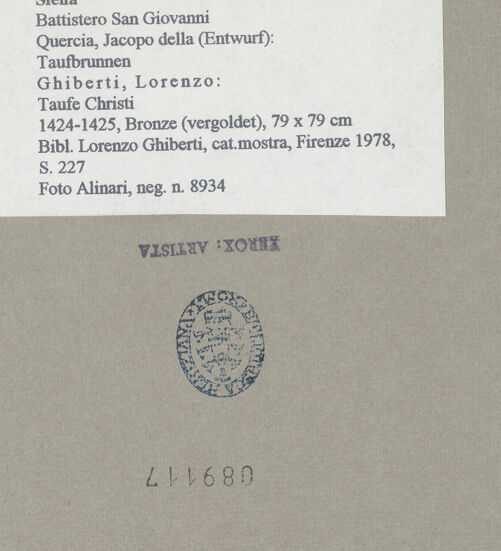 Siena
Battistero San Giovanni
Quercia, Jacopo della (Entwurf):
Taufbrunnen
Ghiberti, Lorenzo:
Taufe Christi
1424-1425, Bronze (vergoldet), 79 x 79 cm
Bibl. Lorenzo Ghiberti, cat.mostra, Firenze 1978,
S. 227
Foto Alinari, neg. n. 8934
XEROX: ARTISTA
HERTZIANA
089117